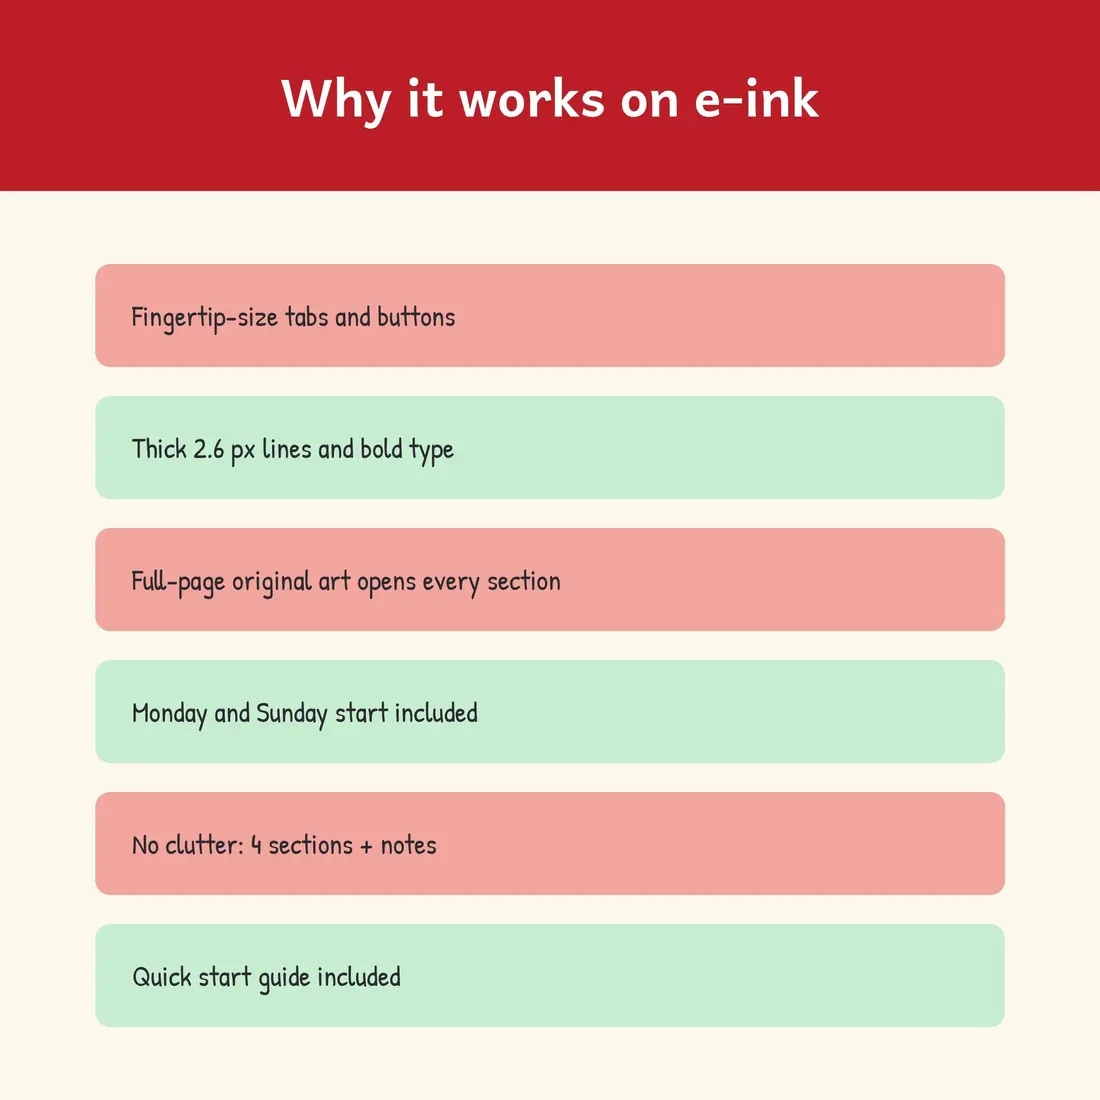 Why it works on e-ink
Fingertip-size tabs and buttons
Thick 2.6 px lines and bold type
Full-page original art opens every section
Monday and Sunday start included
No clutter: 4 sections + notes
Quick start guide included